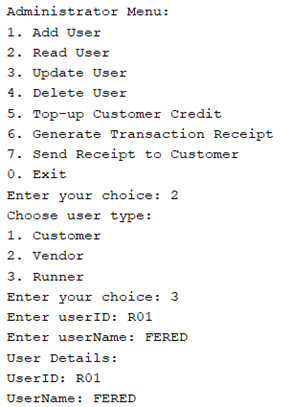 Administrator Menu:
1. Add User
2. Read User
3. Update User
4. Delete User
5. Top-up Customer Credit
6. Generate Transaction Receipt
7. Send Receipt to Customer
0. Exit
Enter your choice: 2
Choose user type:
1. Customer
2. Vendor
3. Runner
Enter your choice: 3
Enter userID: R01
Enter userName: FERED
User Details:
UserID: R01
UserName: FERED